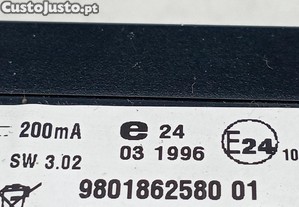 CustoJusto.pt
⎓ 200mA e 24 E24 10
SW 3.02 03 1996
9801862580 01